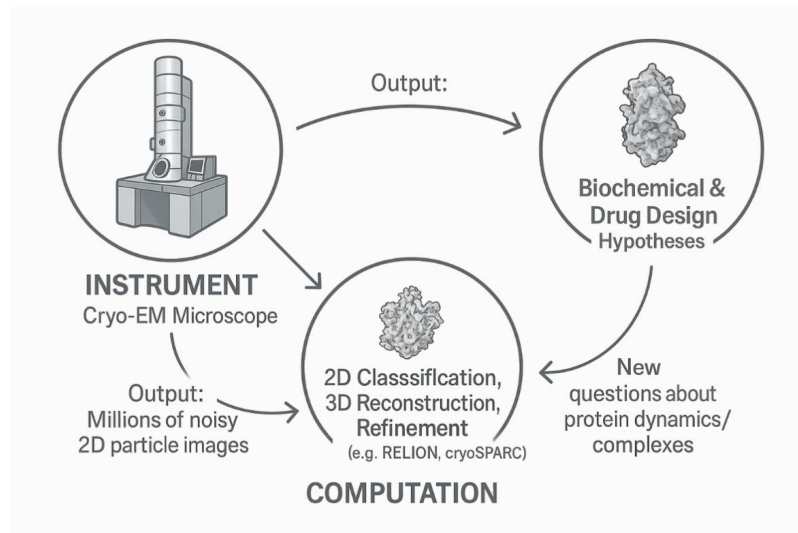 Output:
Biochemical &
Drug Design
Hypotheses
INSTRUMENT
Cryo-EM Microscope
Output:
Millions of noisy
2D particle images
2D Classsiflcation,
3D Reconstruction,
Refinement
(e.g. RELION, cryoSPARC)
COMPUTATION
New
questions about
protein dynamics/
complexes